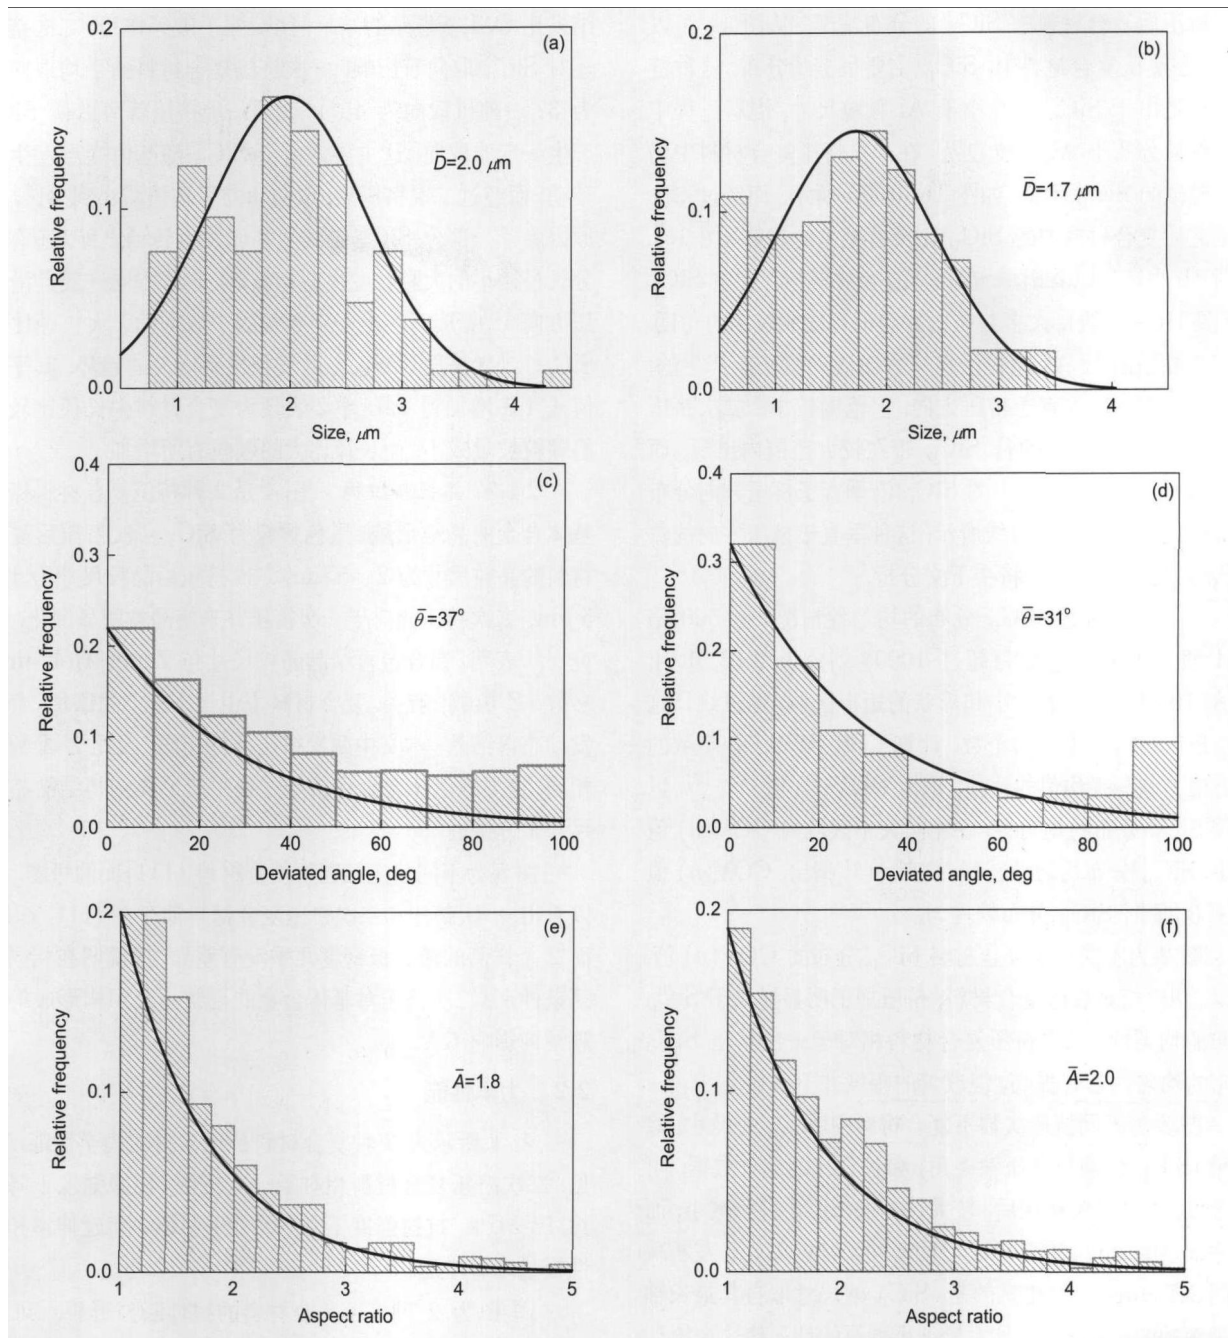 0.2
(a)
Relative frequency
D̄=2.0 μm
0.1
0.0
1 2 3 4
Size, μm
0.2
(b)
Relative frequency
D̄=1.7 μm
0.1
0.0
1 2 3 4
Size, μm
0.4
(c)
0.3
Relative frequency
θ̄=37°
0.2
0.1
0.0
0 20 40 60 80 100
Deviated angle, deg
0.4
(d)
0.3
Relative frequency
θ̄=31°
0.2
0.1
0.0
0 20 40 60 80 100
Deviated angle, deg
0.2
(e)
Relative frequency
Ā=1.8
0.1
0.0
1 2 3 4 5
Aspect ratio
0.2
(f)
Relative frequency
Ā=2.0
0.1
0.0
1 2 3 4 5
Aspect ratio